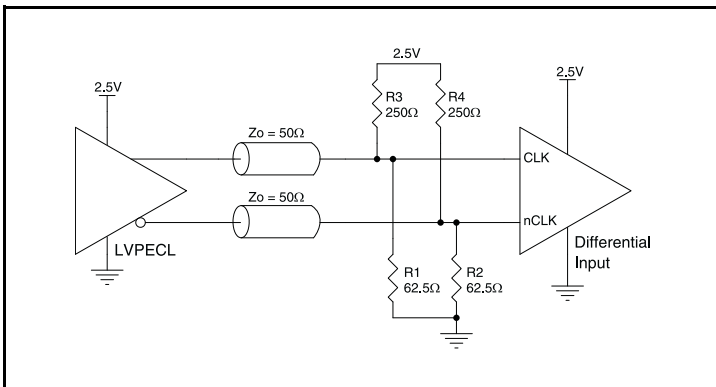 2.5V
2.5V
2.5V
R3
250Ω
R4
250Ω
Zo = 50Ω
CLK
Zo = 50Ω
nCLK
LVPECL
Differential
Input
R1
62.5Ω
R2
62.5Ω